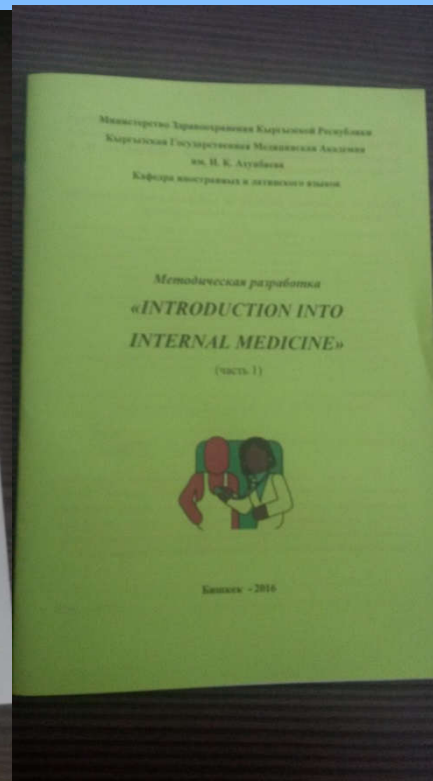 Министерство Здравоохранения Кыргызской Республики
Кыргызская Государственная Медицинская Академия
им. И. К. Ахунбаева
Кафедра иностранных и латинского языков
Методическая разработка
«INTRODUCTION INTO
INTERNAL MEDICINE»
(часть 1)
Бишкек - 2016